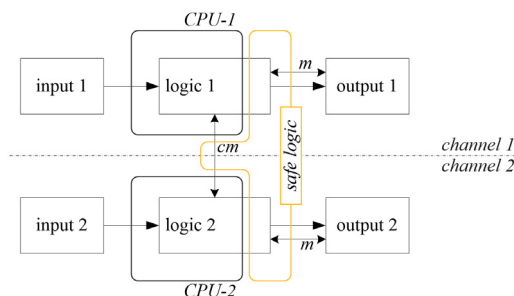 CPU-1
m
input 1
logic 1
output 1
cm
safe logic
channel 1
channel 2
input 2
logic 2
output 2
m
CPU-2